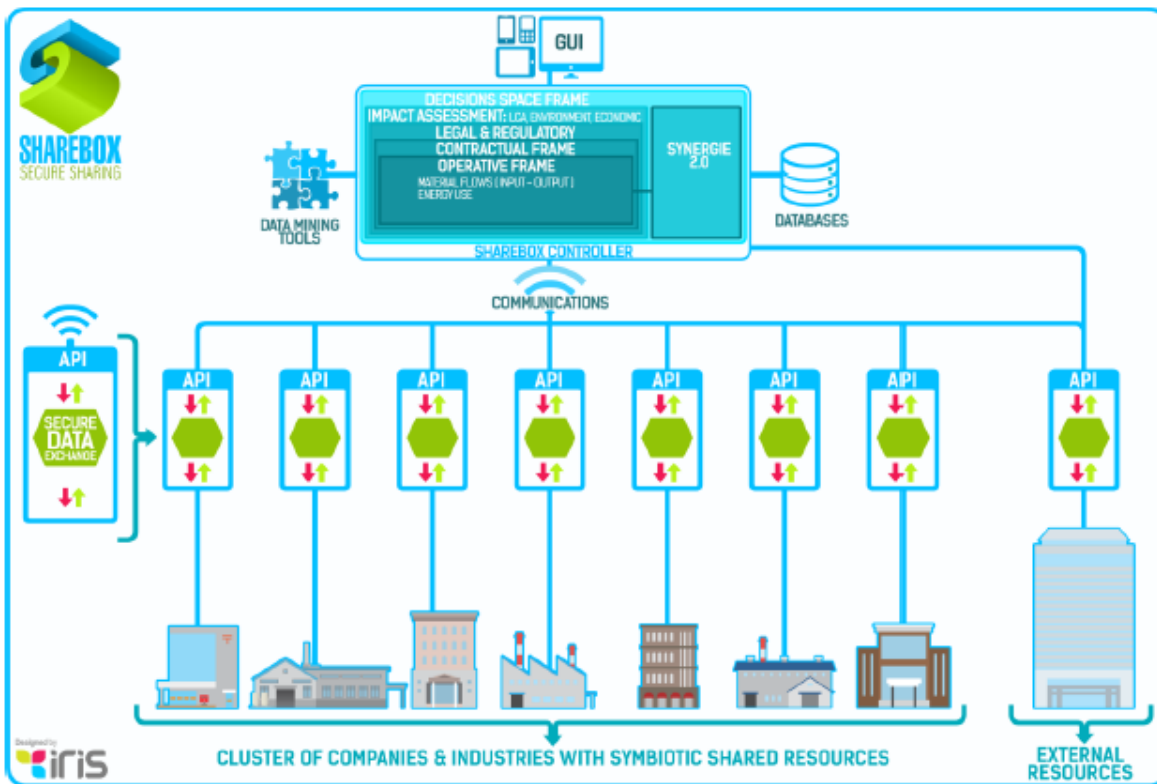 GUI
SHAREBOX
SECURE SHARING
DECISIONS SPACE FRAME
IMPACT ASSESSMENT: LCA, ENVIRONMENT, ECONOMIC
LEGAL & REGULATORY
CONTRACTUAL FRAME
OPERATIVE FRAME
MATERIAL FLOWS ( INPUT - OUTPUT )
ENERGY USE
SYNERGIE
2.0
DATA MINING
TOOLS
DATABASES
SHAREBOX CONTROLLER
COMMUNICATIONS
API
SECURE
DATA
EXCHANGE
API
API
API
API
API
API
API
API
CLUSTER OF COMPANIES & INDUSTRIES WITH SYMBIOTIC SHARED RESOURCES
EXTERNAL
RESOURCES
Designed by
iris